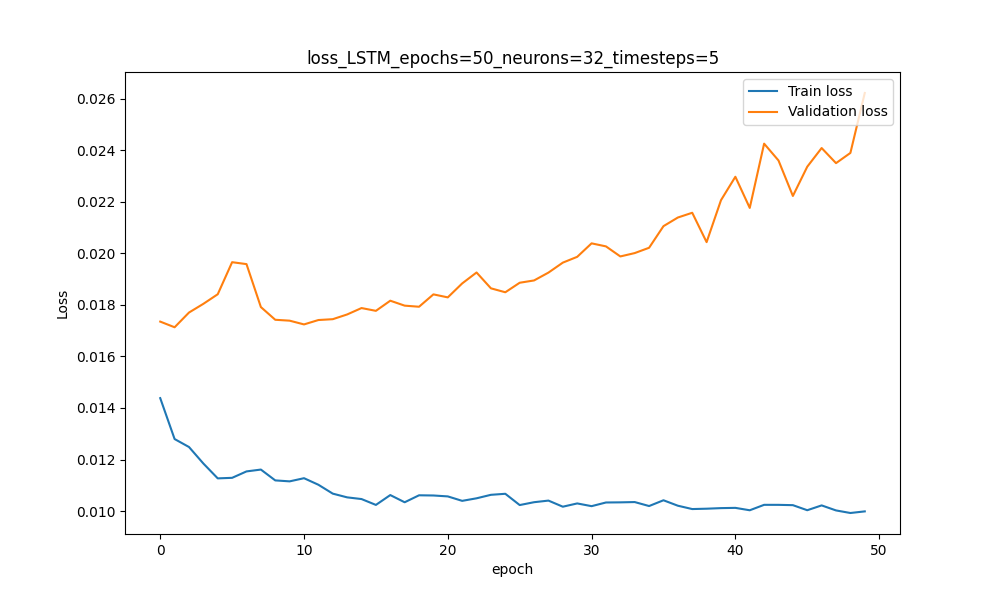 loss_LSTM_epochs=50_neurons=32_timesteps=5
Train loss
Validation loss
0.026
0.024
0.022
0.020
0.018
0.016
0.014
0.012
0.010
Loss
0 10 20 30 40 50
epoch